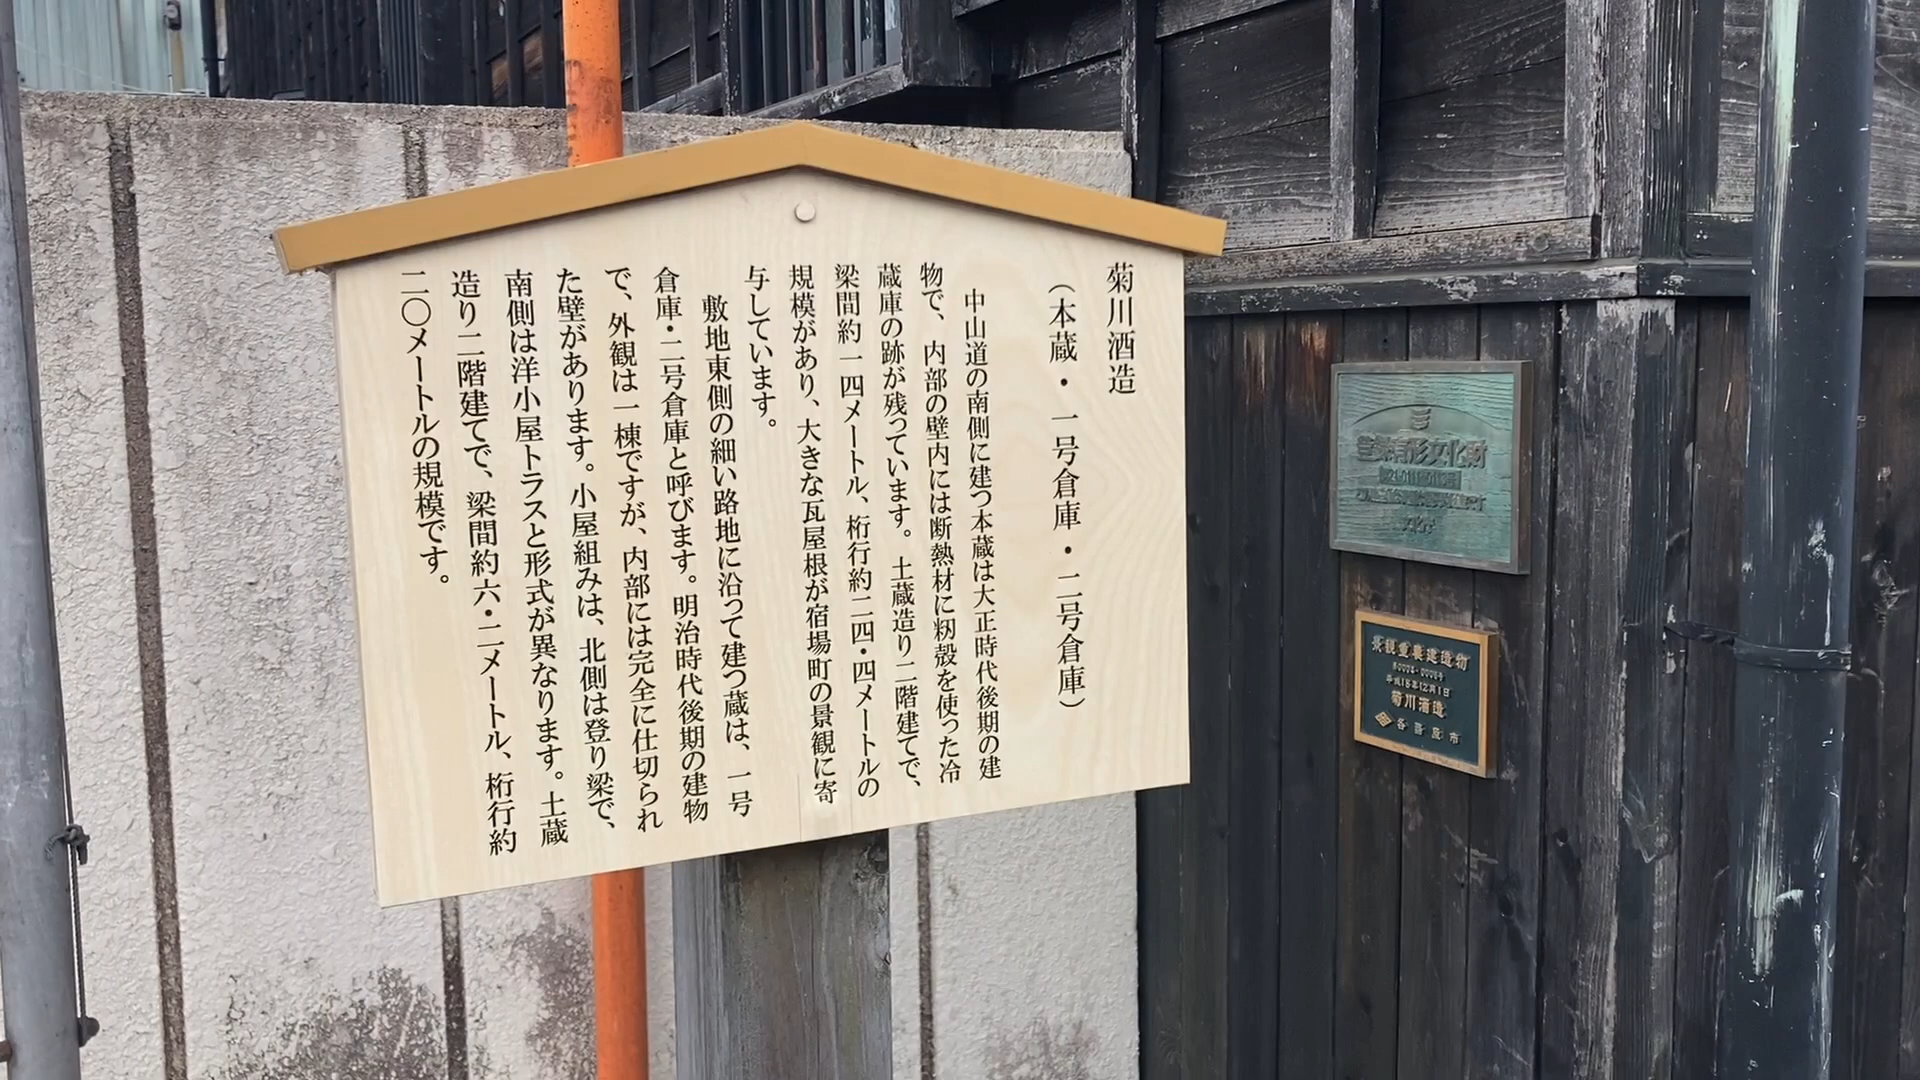 菊川酒造
（本蔵・一号倉庫・二号倉庫）
中山道の南側に建つ本蔵は大正時代後期の建
物で、内部の壁内には断熱材に籾殻を使った冷
蔵庫の跡が残っています。土蔵造り二階建てで、
梁間約一四メートル、桁行約二四・四メートルの
規模があり、大きな瓦屋根が宿場町の景観に寄
与しています。
敷地東側の細い路地に沿って建つ蔵は、一号
倉庫・二号倉庫と呼びます。明治時代後期の建物
で、外観は一棟ですが、内部には完全に仕切られ
た壁があります。小屋組みは、北側は登り梁で、
南側は洋小屋トラスと形式が異なります。土蔵
造り二階建てで、梁間約六・二メートル、桁行約
二〇メートルの規模です。
登録有形文化財
文化庁
景観重要建造物
平成18年12月1日
菊川酒造
各務原市